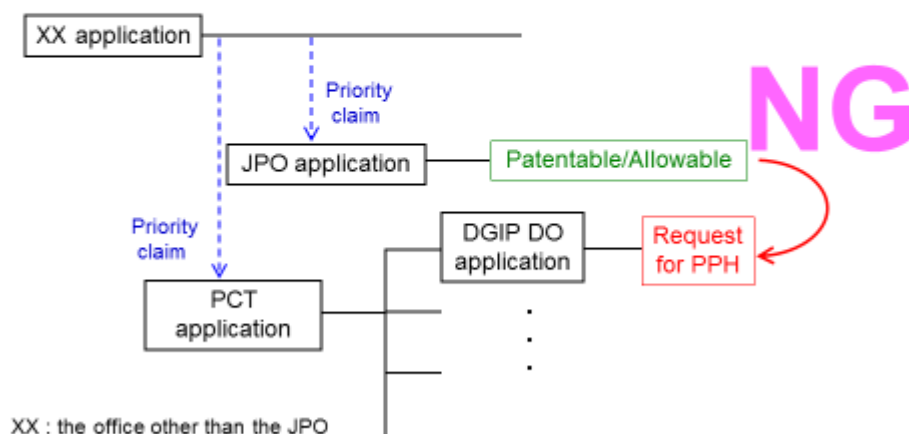 XX application
NG
Priority
claim
JPO application
Patentable/Allowable
Priority
claim
DGIP DO
application
Request
for PPH
PCT
application
XX : the office other than the JPO